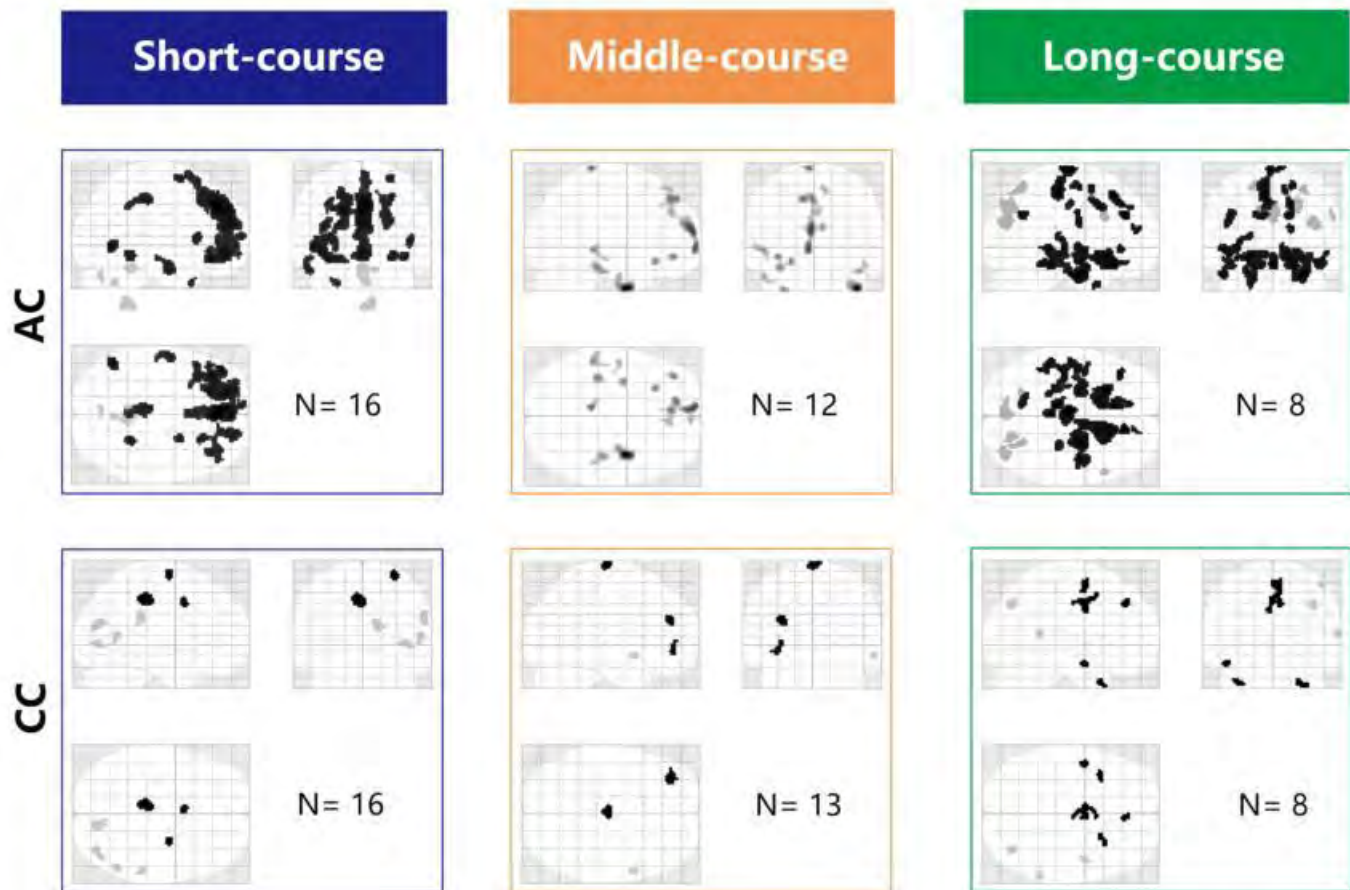 Short-course
Middle-course
Long-course
AC
N= 16
N= 12
N= 8
CC
N= 16
N= 13
N= 8